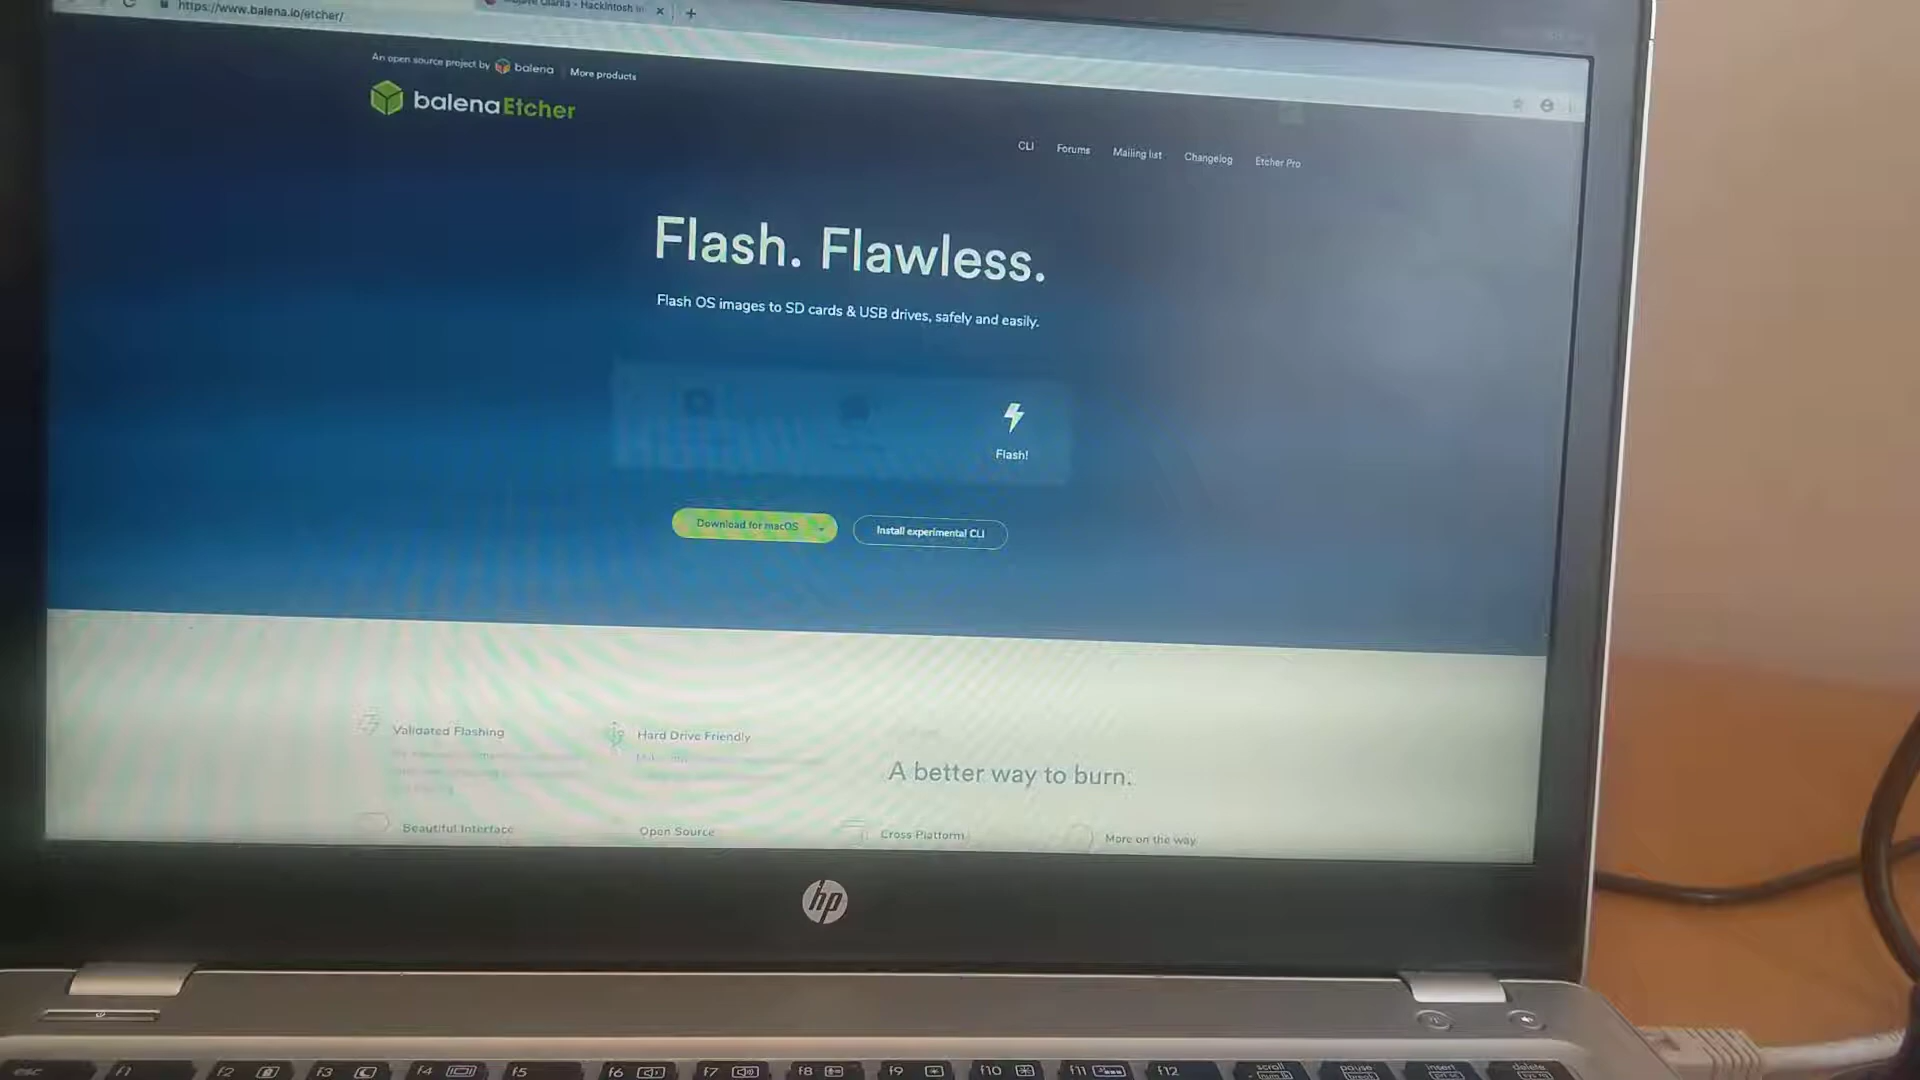 https://www.balena.io/etcher/
Hackintosh
An open source project by balena More products
balenaEtcher
CLI Forums Mailing list Changelog Etcher Pro
Flash. Flawless.
Flash OS images to SD cards & USB drives, safely and easily.
Flash!
Download for macOS Install experimental CLI
Validated Flashing Hard Drive Friendly
A better way to burn.
Beautiful Interface Open Source Cross Platform More on the way
hp
esc f1 f2 f3 f4 f5 f6 f7 f8 f9 f10 f11 f12 scroll pause insert delete